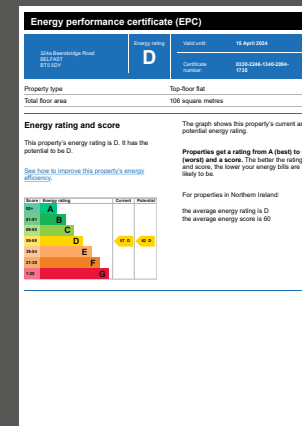 Energy performance certificate (EPC)
324a Beersbridge Road
BELFAST
BT5 5DY
Energy rating
D
Valid until:
15 April 2034
Certificate
number:
0330-2246-1340-2094-
1735
Property type
Top-floor flat
Total floor area
106 square metres
Energy rating and score
This property's energy rating is D. It has the
potential to be D.
See how to improve this property's energy
efficiency.
Score Energy rating Current Potential
92+ A
81-91 B
69-80 C
55-68 D 57 D 62 D
39-54 E
21-38 F
1-20 G
The graph shows this property's current an
potential energy rating.
Properties get a rating from A (best) to
(worst) and a score. The better the rating
and score, the lower your energy bills are
likely to be.
For properties in Northern Ireland:
the average energy rating is D
the average energy score is 60